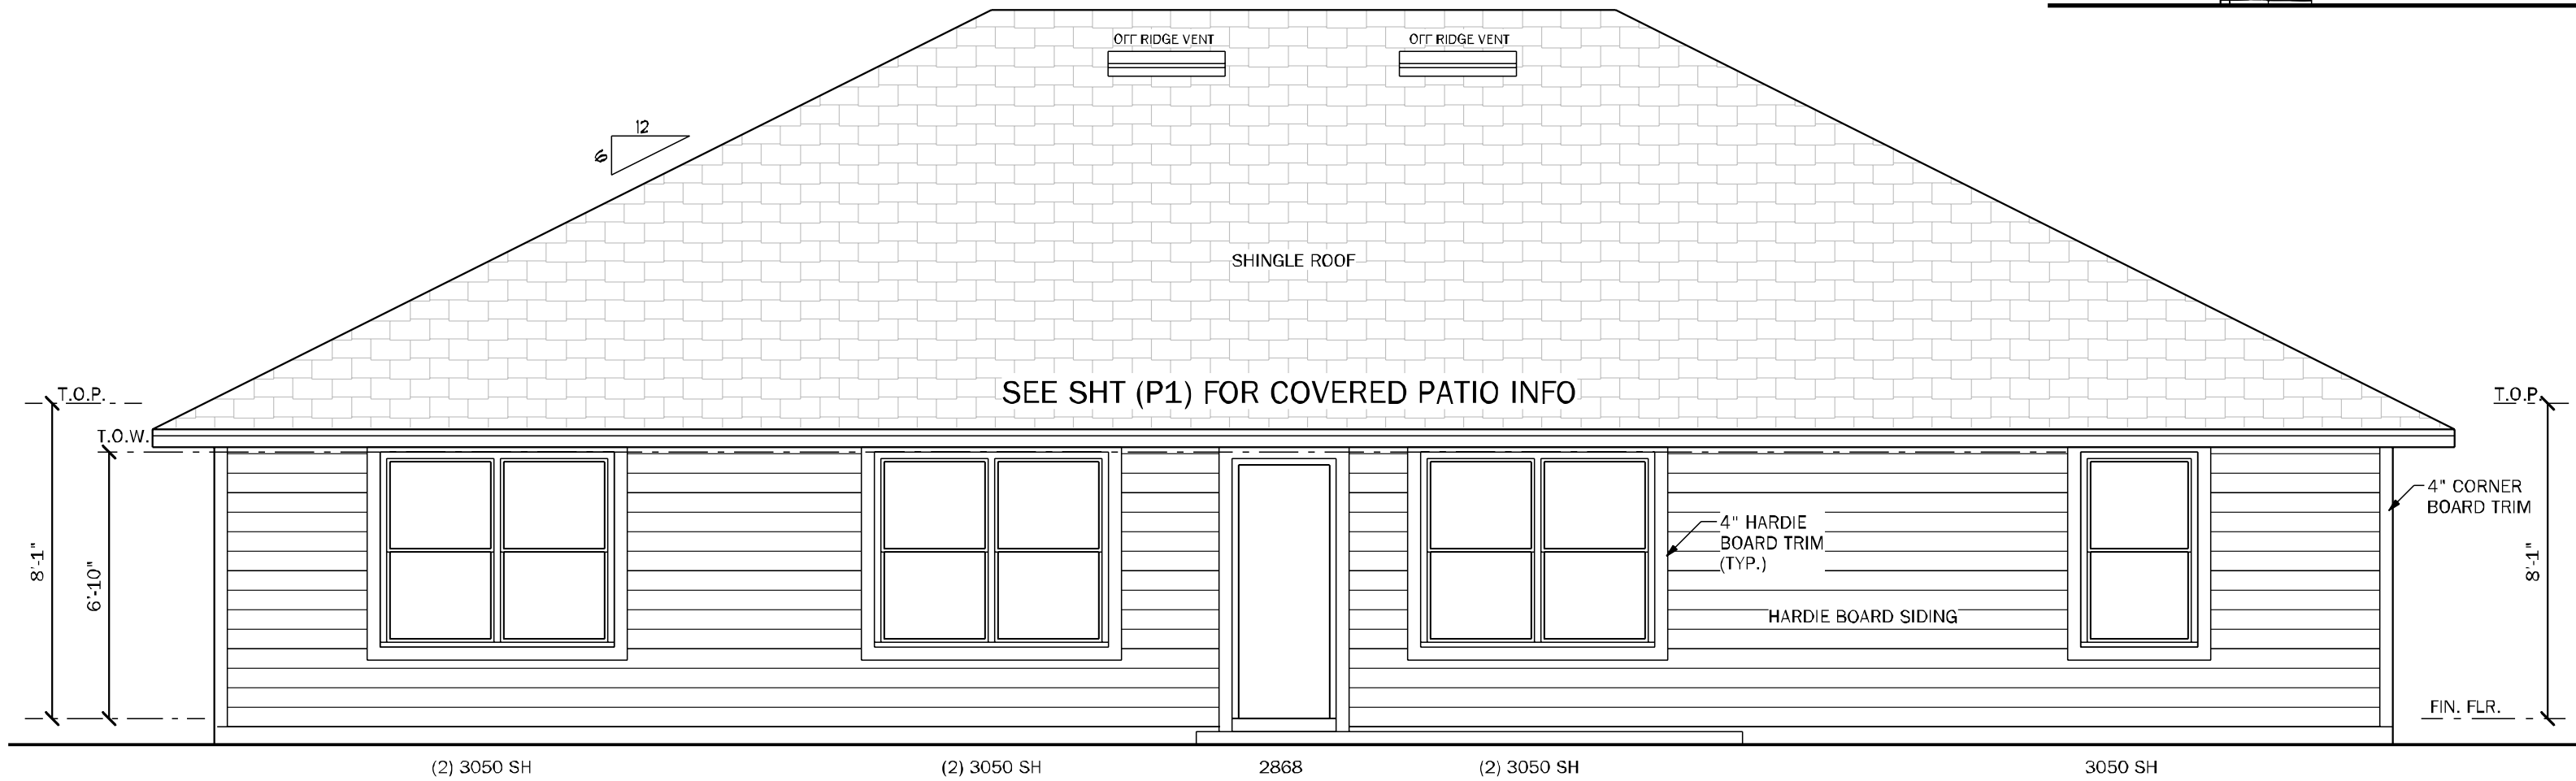 OFF RIDGE VENT
OFF RIDGE VENT
12
6
SHINGLE ROOF
SEE SHT (P1) FOR COVERED PATIO INFO
T.O.P.
T.O.P.
T.O.W.
4" CORNER
BOARD TRIM
4" HARDIE
BOARD TRIM
(TYP.)
8'-1"
6'-10"
8'-1"
HARDIE BOARD SIDING
FIN. FLR.
(2) 3050 SH
(2) 3050 SH
2868
(2) 3050 SH
3050 SH